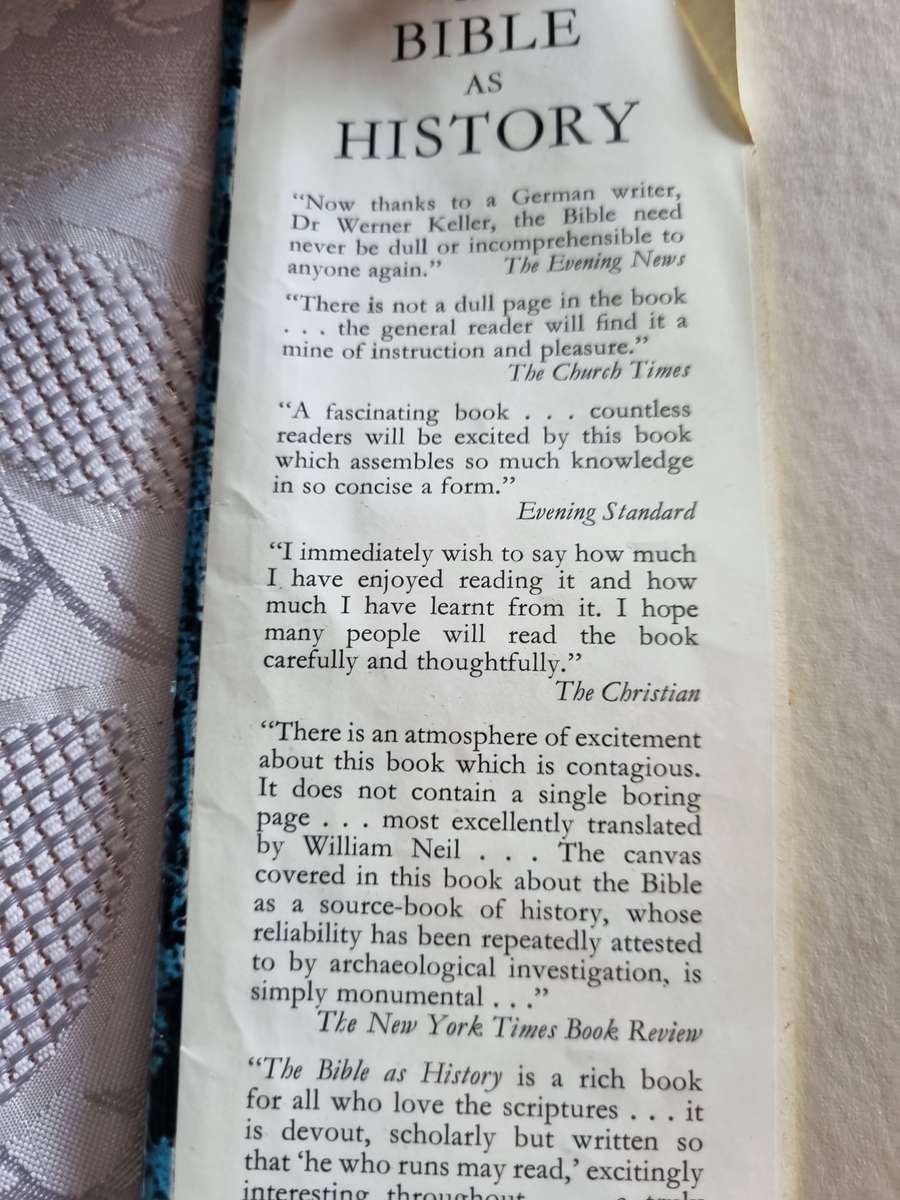 BIBLE
AS
HISTORY
“Now thanks to a German writer,
Dr Werner Keller, the Bible need
never be dull or incomprehensible to
anyone again.” The Evening News
“There is not a dull page in the book
. . . the general reader will find it a
mine of instruction and pleasure.”
The Church Times
“A fascinating book . . . countless
readers will be excited by this book
which assembles so much knowledge
in so concise a form.”
Evening Standard
“I immediately wish to say how much
I have enjoyed reading it and how
much I have learnt from it. I hope
many people will read the book
carefully and thoughtfully.”
The Christian
“There is an atmosphere of excitement
about this book which is contagious.
It does not contain a single boring
page . . . most excellently translated
by William Neil . . . The canvas
covered in this book about the Bible
as a source-book of history, whose
reliability has been repeatedly attested
to by archaeological investigation, is
simply monumental . . .”
The New York Times Book Review
“The Bible as History is a rich book
for all who love the scriptures . . . it
is devout, scholarly but written so
that ‘he who runs may read,’ excitingly
interesting throughout a truly